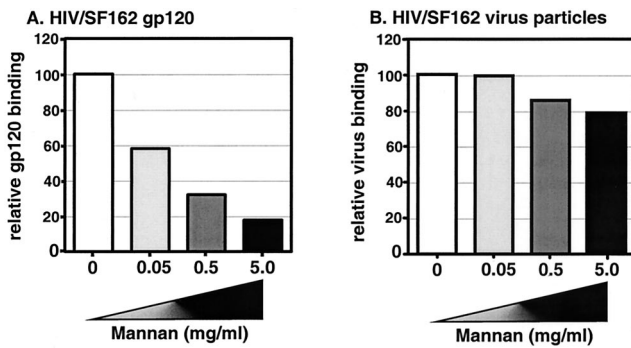 A. HIV/SF162 gp120
relative gp120 binding
120
100
80
60
40
20
0
0 0.05 0.5 5.0
Mannan (mg/ml)
B. HIV/SF162 virus particles
relative virus binding
120
100
80
60
40
20
0
0 0.05 0.5 5.0
Mannan (mg/ml)